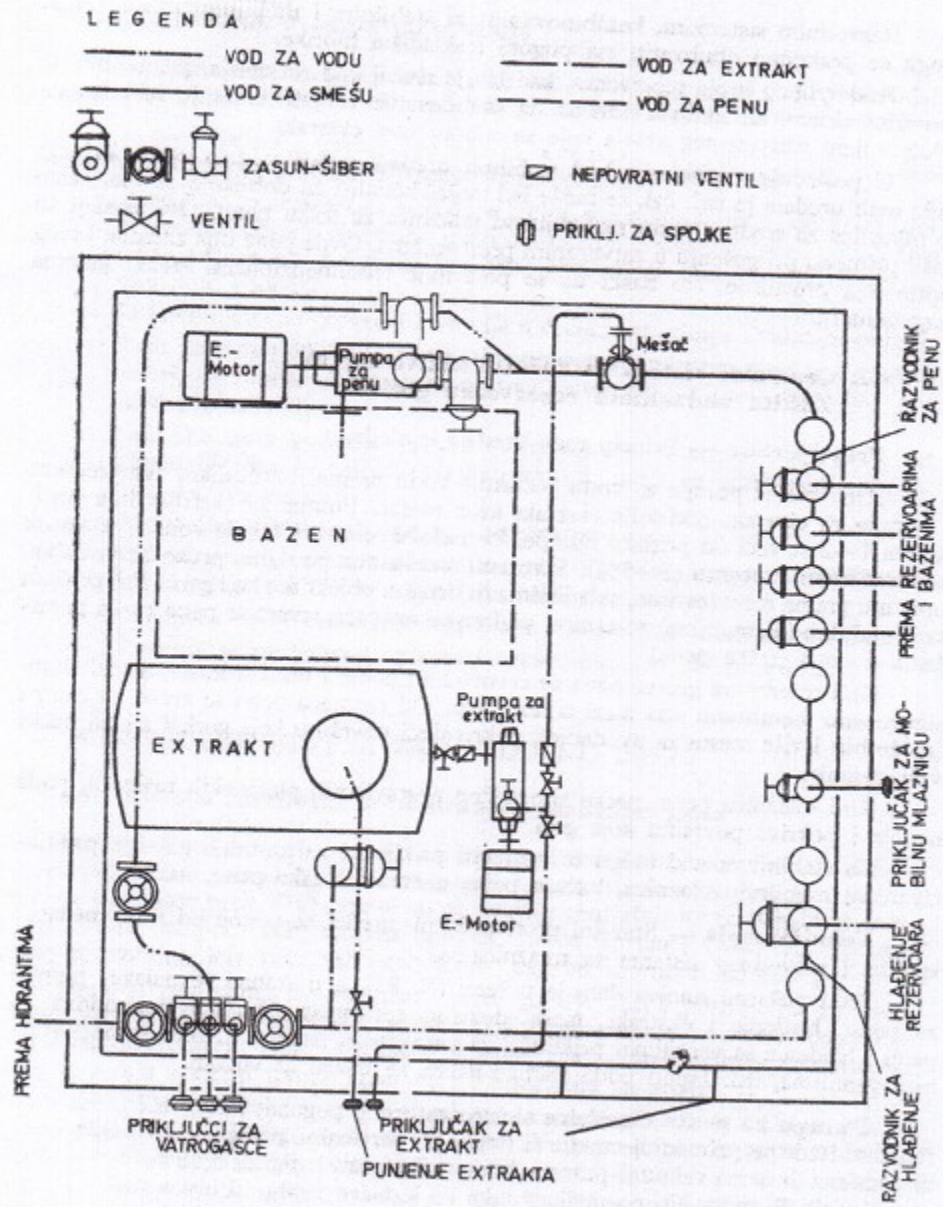 LEGENDA
VOD ZA VODU
VOD ZA SMEŠU
ZASUN-ŠIBER
VENTIL
VOD ZA EXTRAKT
VOD ZA PENU
NEPOVRATNI VENTIL
PRIKLJ. ZA SPOJKE
E.-
Motor
Pumpa
za
penu
Mešač
BAZEN
EXTRAKT
Pumpa za
extrakt
E-Motor
RAZVODNIK
ZA PENU
PREMA REZERVOARIMA
BAZENIMA
PRIKLJUČAK ZA MO-
BILNU MLAZNICU
HLAĐENJE
REZERVOARA
RAZVODNIK ZA
HLAĐENJE
PREMA HIDRANTIMA
PRIKLJUČCI ZA
VATROGASCE
PRIKLJUČAK ZA
EXTRAKT
PUNJENJE EXTRAKTA